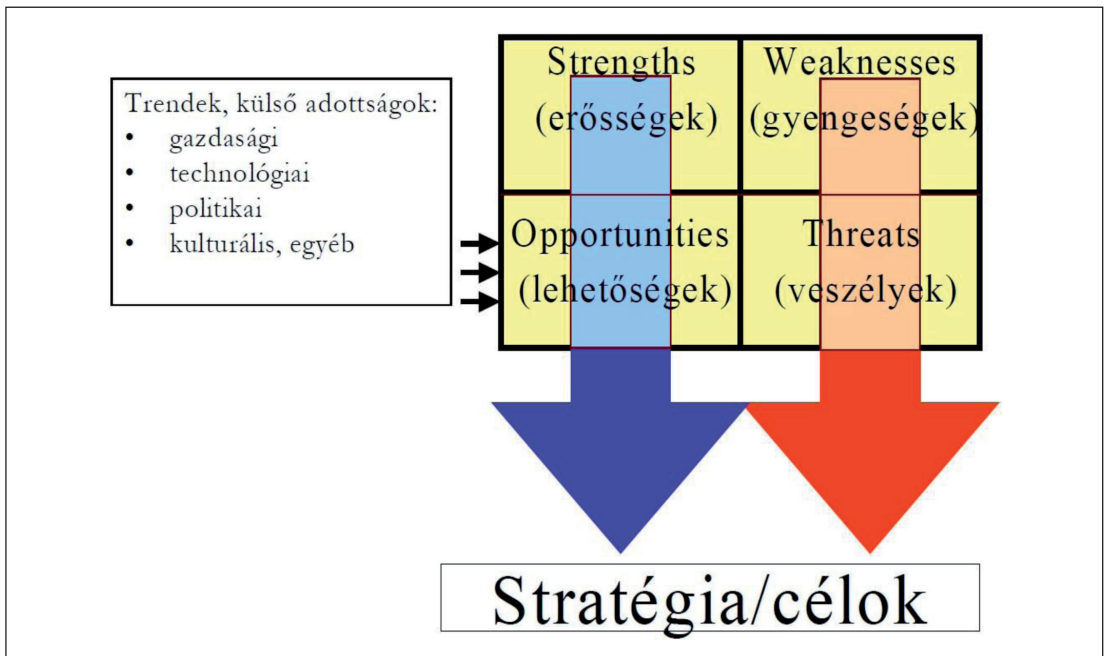 Trendek, külső adottságok:
• gazdasági
• technológiai
• politikai
• kulturális, egyéb
Strengths
(erősségek)
Weaknesses
(gyengeségek)
Opportunities
(lehetőségek)
Threats
(veszélyek)
Stratégia/célok